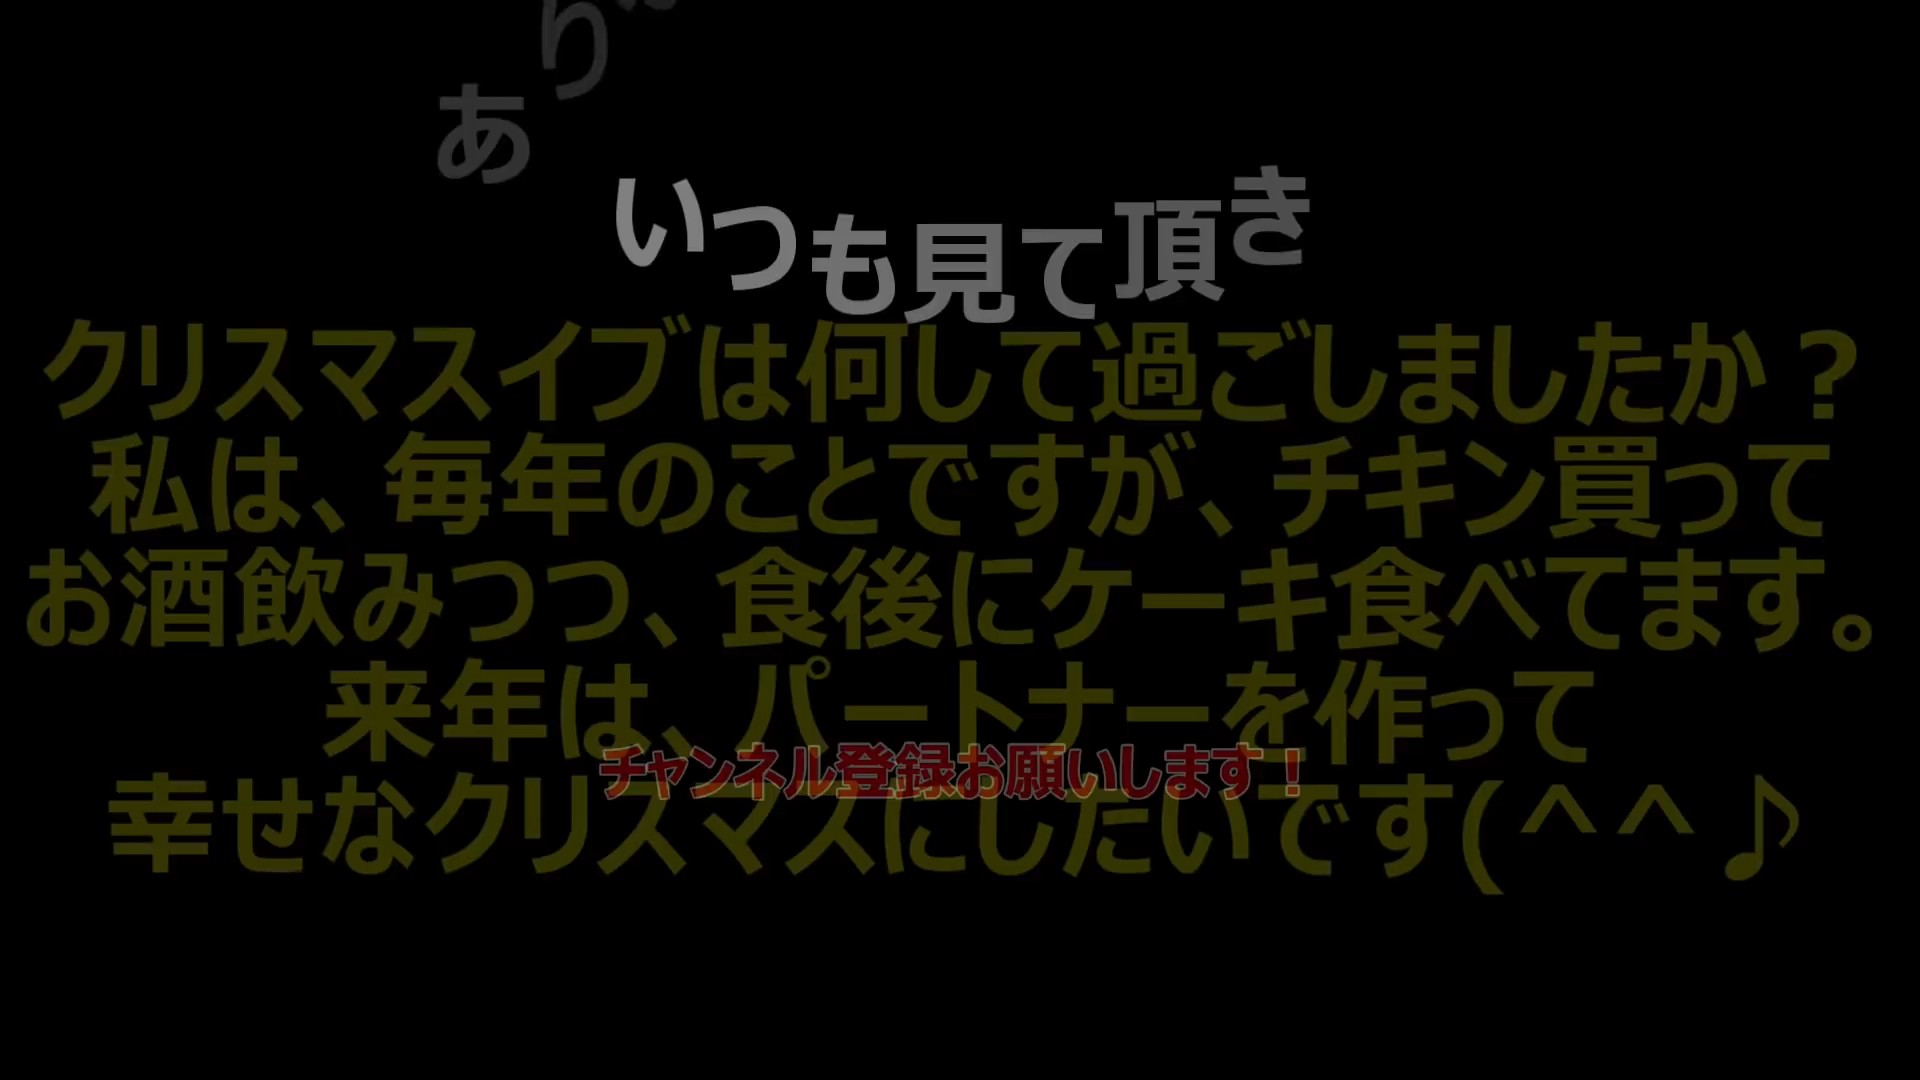 あり
いつも見て頂き
クリスマスイブは何して過ごしましたか？
私は、毎年のことですが、チキン買って
お酒飲みつつ、食後にケーキ食べてます。
来年は、パートナーを作って
チャンネル登録お願いします！
幸せなクリスマスにしたいです(^^♪